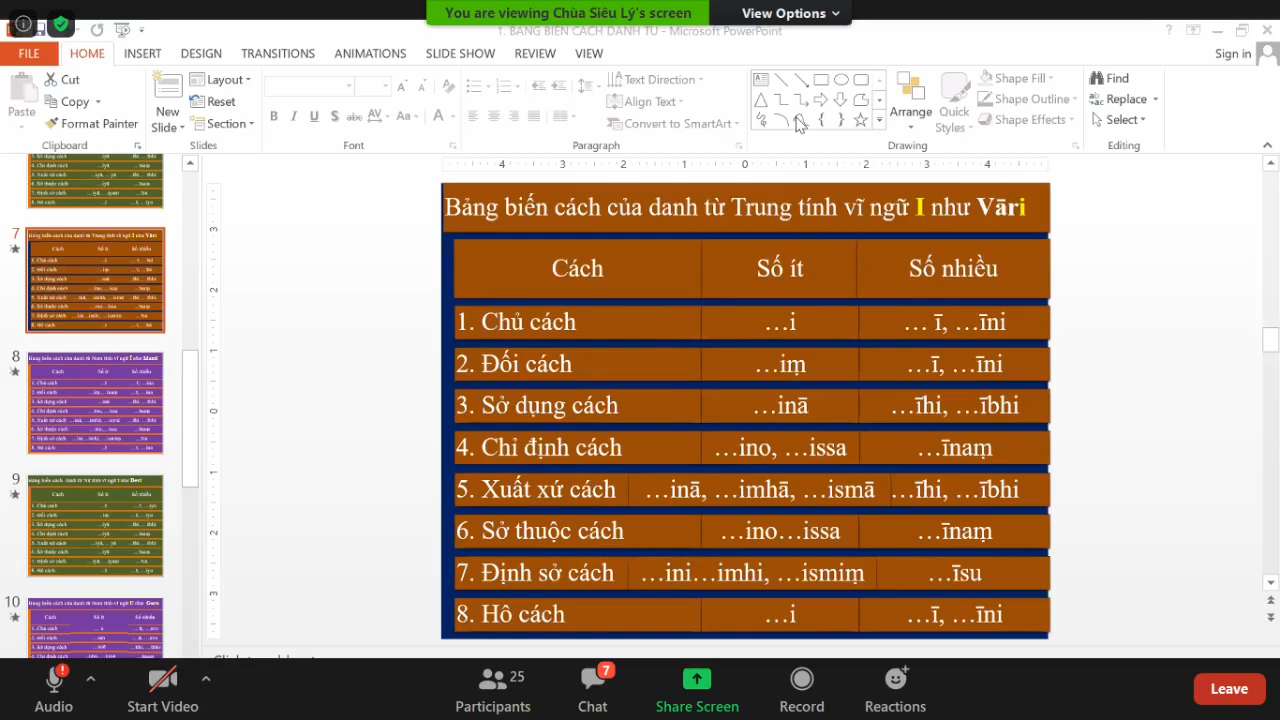 You are viewing Chùa Siêu Lý's screen
View Options
1. BẢNG BIẾN CÁCH DANH TỪ - Microsoft PowerPoint
FILE HOME INSERT DESIGN TRANSITIONS ANIMATIONS SLIDE SHOW REVIEW VIEW Sign in
Paste Cut Copy Format Painter
New Slide Layout Reset Section
Text Direction Align Text Convert to SmartArt
Arrange Quick Styles Shape Fill Shape Outline Shape Effects
Find Replace Select
Clipboard Slides Font Paragraph Drawing Editing
7
8
9
10
Bảng biến cách của danh từ Trung tính vĩ ngữ I như Vāri
Cách Số ít Số nhiều
1. Chủ cách …i … ī, …īni
2. Đối cách …iṃ …ī, …īni
3. Sở dụng cách …inā …īhi, …ībhi
4. Chỉ định cách …ino, …issa …īnaṃ
5. Xuất xứ cách …inā, …imhā, …ismā …īhi, …ībhi
6. Sở thuộc cách …ino…issa …īnaṃ
7. Định sở cách …ini…imhi, …ismiṃ …īsu
8. Hô cách …i …ī, …īni
Audio
Start Video
Participants 25
Chat 7
Share Screen
Record
Reactions
Leave